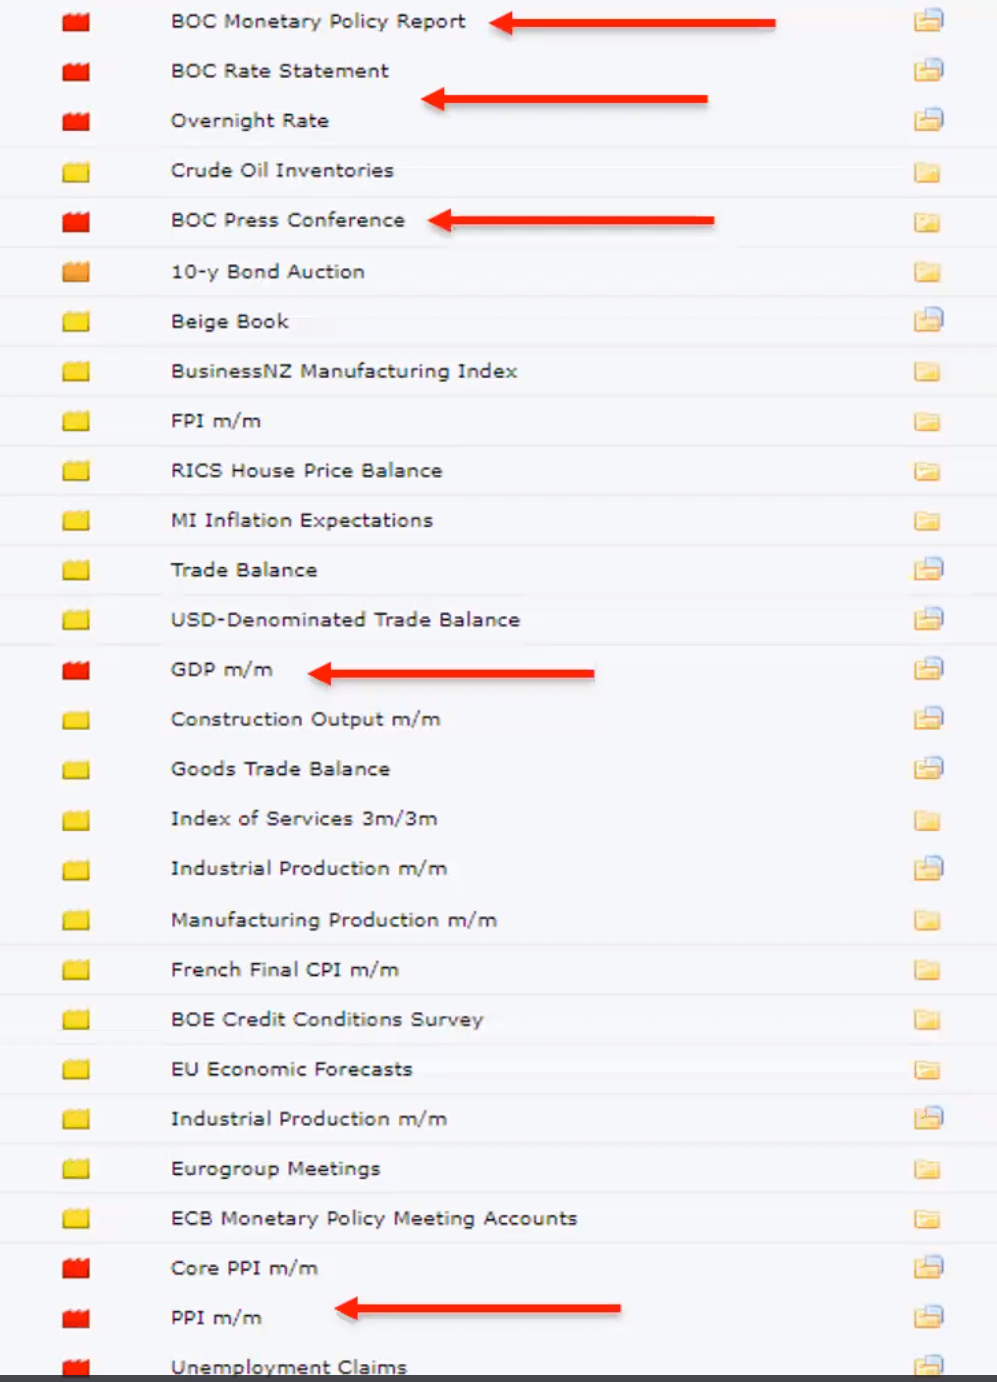 BOC Monetary Policy Report
BOC Rate Statement
Overnight Rate
Crude Oil Inventories
BOC Press Conference
10-y Bond Auction
Beige Book
BusinessNZ Manufacturing Index
FPI m/m
RICS House Price Balance
MI Inflation Expectations
Trade Balance
USD-Denominated Trade Balance
GDP m/m
Construction Output m/m
Goods Trade Balance
Index of Services 3m/3m
Industrial Production m/m
Manufacturing Production m/m
French Final CPI m/m
BOE Credit Conditions Survey
EU Economic Forecasts
Industrial Production m/m
Eurogroup Meetings
ECB Monetary Policy Meeting Accounts
Core PPI m/m
PPI m/m
Unemployment Claims